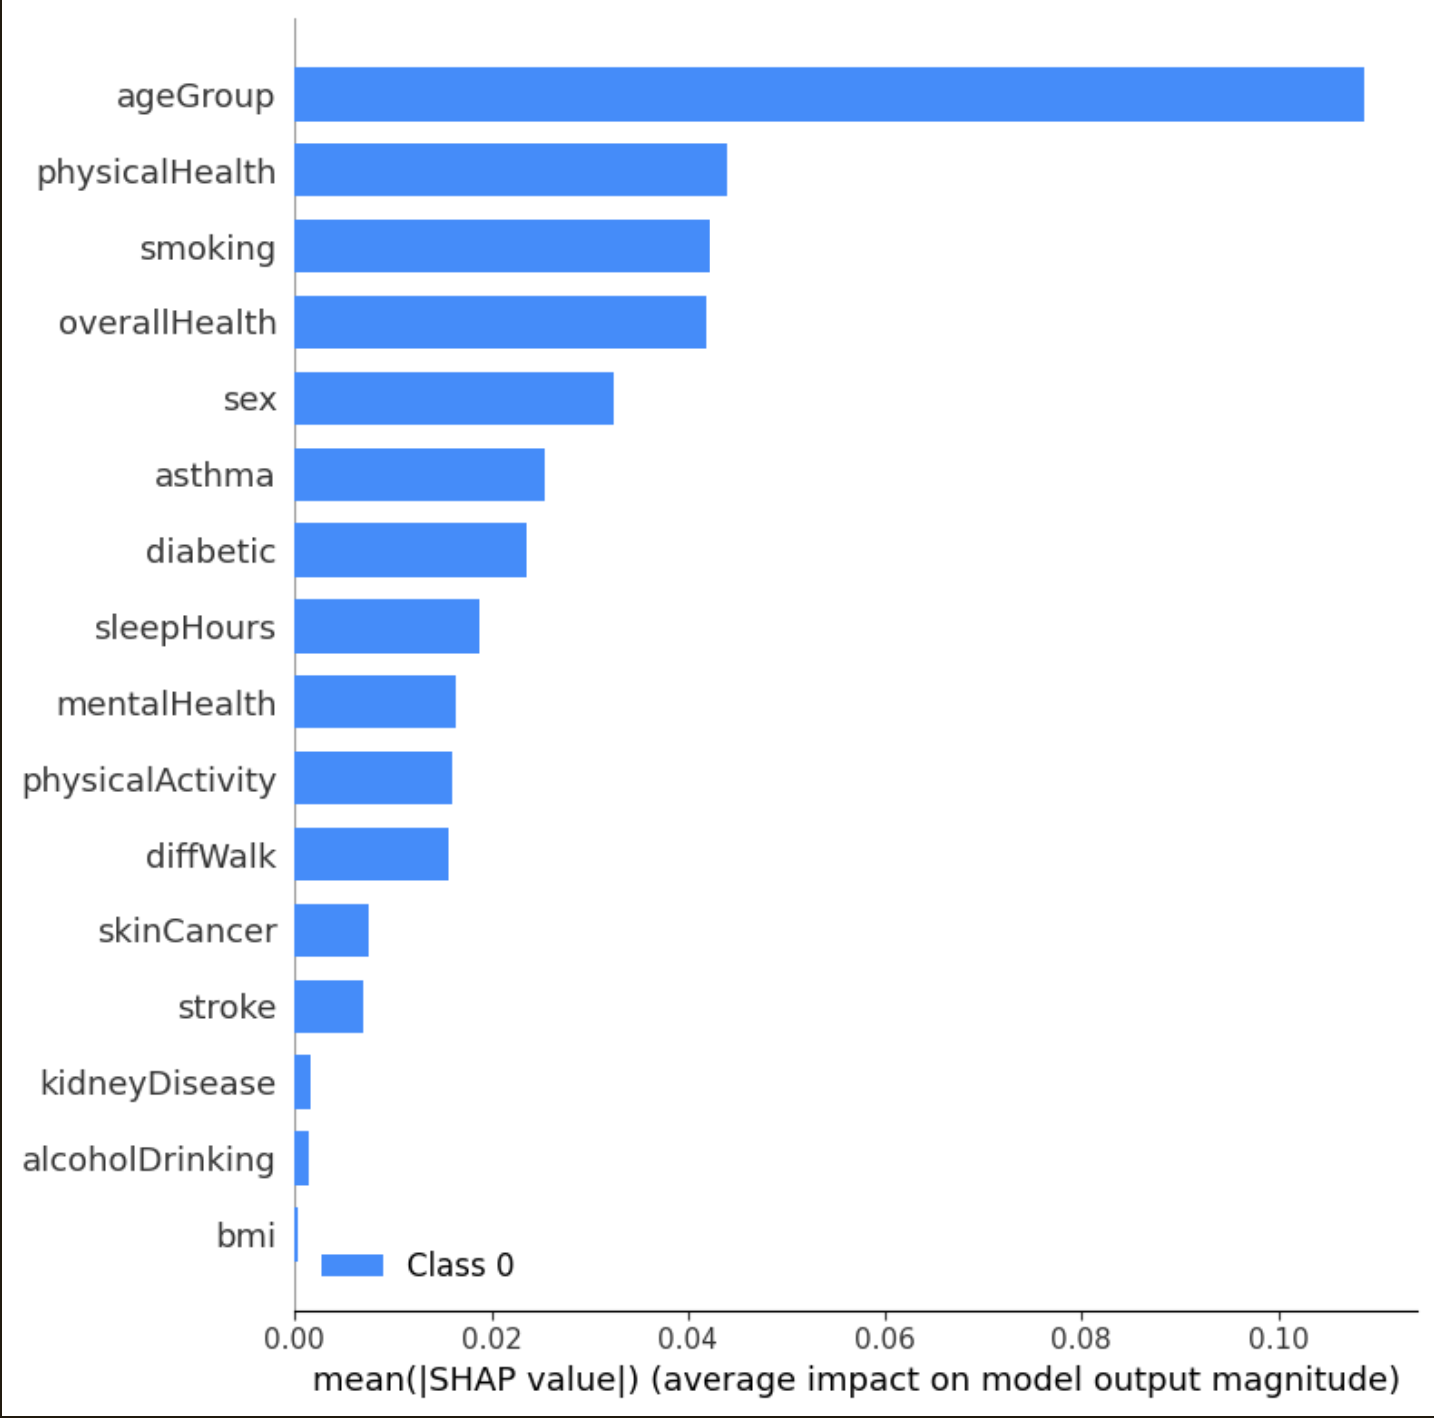 ageGroup
physicalHealth
smoking
overallHealth
sex
asthma
diabetic
sleepHours
mentalHealth
physicalActivity
diffWalk
skinCancer
stroke
kidneyDisease
alcoholDrinking
bmi
Class 0
0.00 0.02 0.04 0.06 0.08 0.10
mean(|SHAP value|) (average impact on model output magnitude)